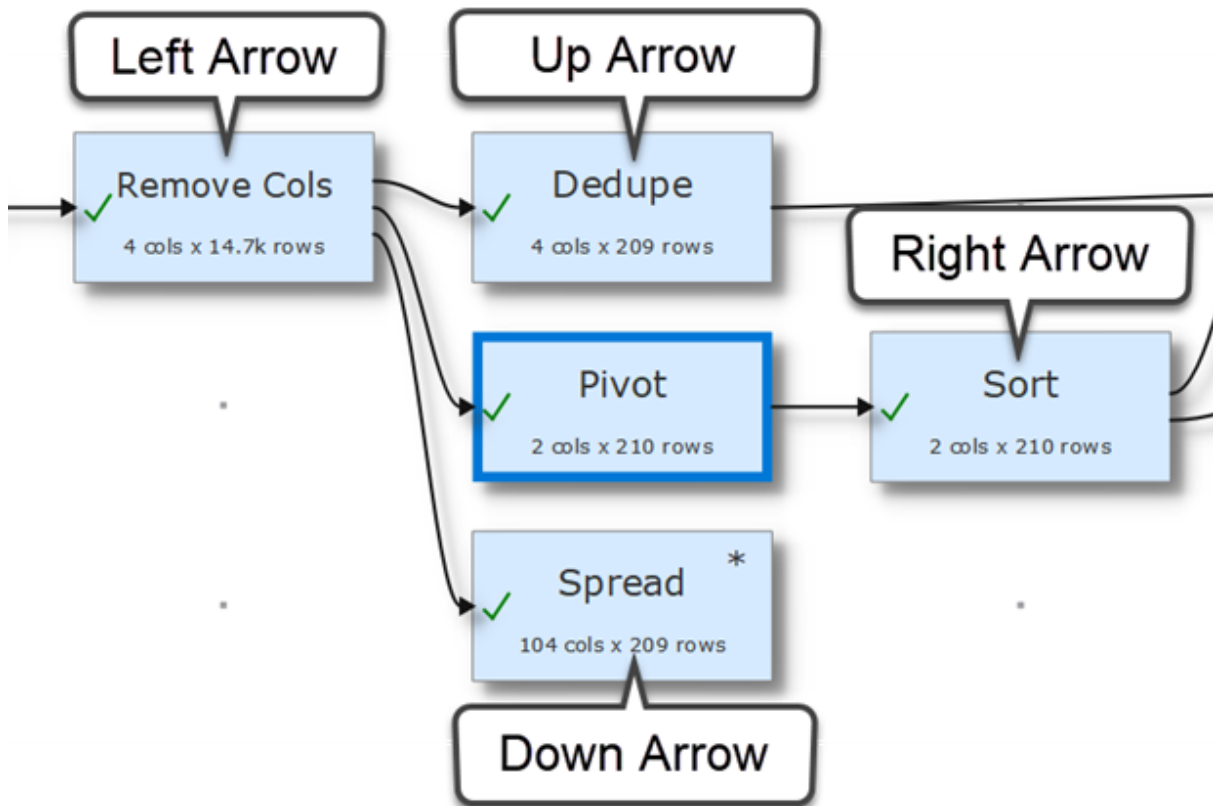 Left Arrow
Up Arrow
Remove Cols
4 cols x 14.7k rows
Dedupe
4 cols x 209 rows
Right Arrow
Pivot
2 cols x 210 rows
Sort
2 cols x 210 rows
Spread
*
104 cols x 209 rows
Down Arrow